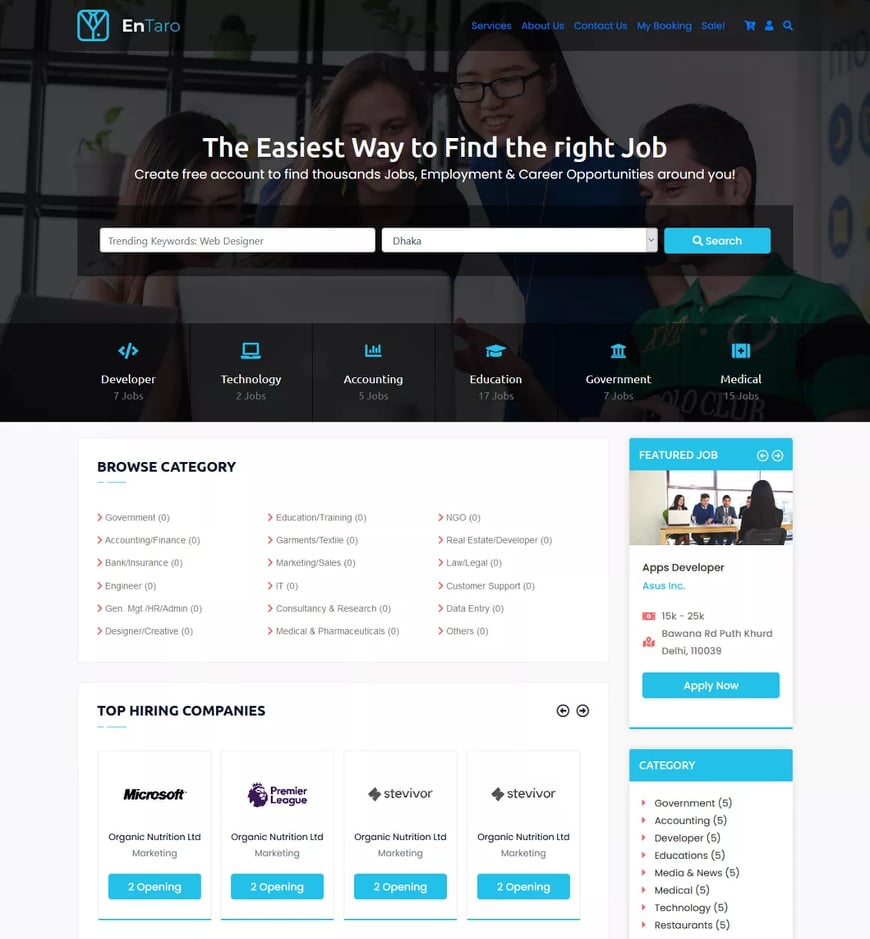 EnTaro
Services About Us Contact Us My Booking Sale!
The Easiest Way to Find the right Job
Create free account to find thousands Jobs, Employment & Career Opportunities around you!
Trending Keywords: Web Designer
Dhaka
Search
Developer
7 Jobs
Technology
2 Jobs
Accounting
5 Jobs
Education
17 Jobs
Government
7 Jobs
Medical
15 Jobs
POLO CLUB
BROWSE CATEGORY
Government (0)
Accounting/Finance (0)
Bank/Insurance (0)
Engineer (0)
Gen. Mgt./HR/Admin (0)
Designer/Creative (0)
Education/Training (0)
Garments/Textile (0)
Marketing/Sales (0)
IT (0)
Consultancy & Research (0)
Medical & Pharmaceuticals (0)
NGO (0)
Real Estate/Developer (0)
Law/Legal (0)
Customer Support (0)
Data Entry (0)
Others (0)
TOP HIRING COMPANIES
Microsoft
Organic Nutrition Ltd
Marketing
2 Opening
Premier
League
Organic Nutrition Ltd
Marketing
2 Opening
stevivor
Organic Nutrition Ltd
Marketing
2 Opening
stevivor
Organic Nutrition Ltd
Marketing
2 Opening
FEATURED JOB
Apps Developer
Asus Inc.
15k - 25k
Bawana Rd Puth Khurd
Delhi, 110039
Apply Now
CATEGORY
Government (5)
Accounting (5)
Developer (5)
Educations (5)
Media & News (5)
Medical (5)
Technology (5)
Restaurants (5)